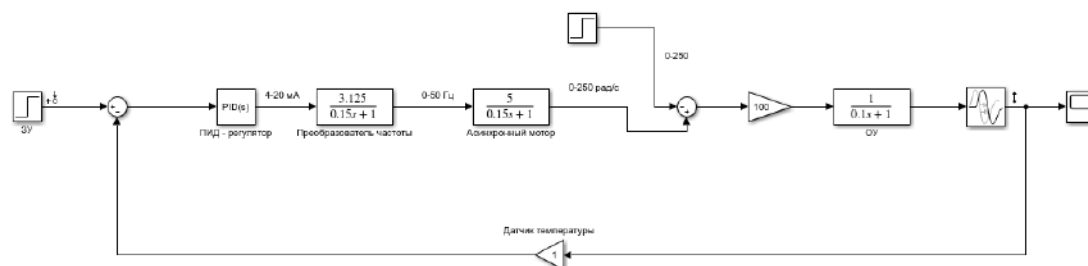 0-250
4-20 мА
0-60 Гц
0-250 рад/с
PID(s)
3.125
0.15s + 1
5
0.15s + 1
100
1
0.1s + 1
ЗУ
ПИД - регулятор
Преобразователь частоты
Асинхронный мотор
ОУ
Датчик температуры
1